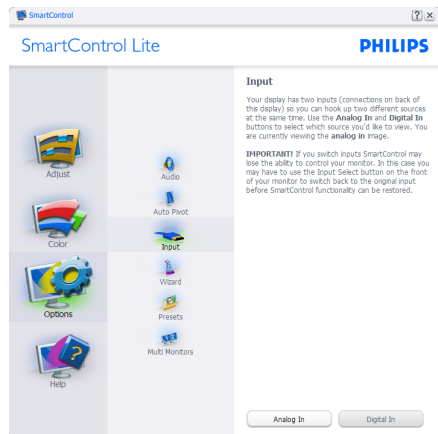 SmartControl
SmartControl Lite
PHILIPS
Adjust
Color
Options
Help
Audio
Auto Pivot
Input
Wizard
Presets
Multi Monitors
Input
Your display has two inputs (connections on back of
this display) so you can hook up two different sources
at the same time. Use the Analog In and Digital In
buttons to select which source you'd like to view. You
are currently viewing the analog in image.
IMPORTANT! If you switch inputs SmartControl may
lose the ability to control your monitor. In this case you
may have to use the Input Select button on the front
of your monitor to switch back to the original input
before SmartControl functionality can be restored.
Analog In
Digital In